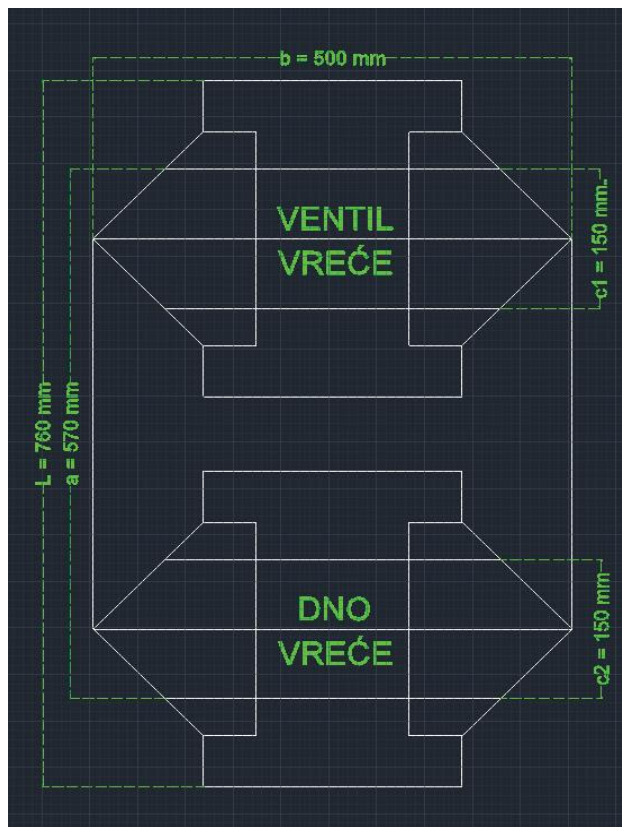 b = 500 mm
VENTIL
VREĆE
c1 = 150 mm.
L = 760 mm
a = 570 mm
DNO
VREĆE
c2 = 150 mm